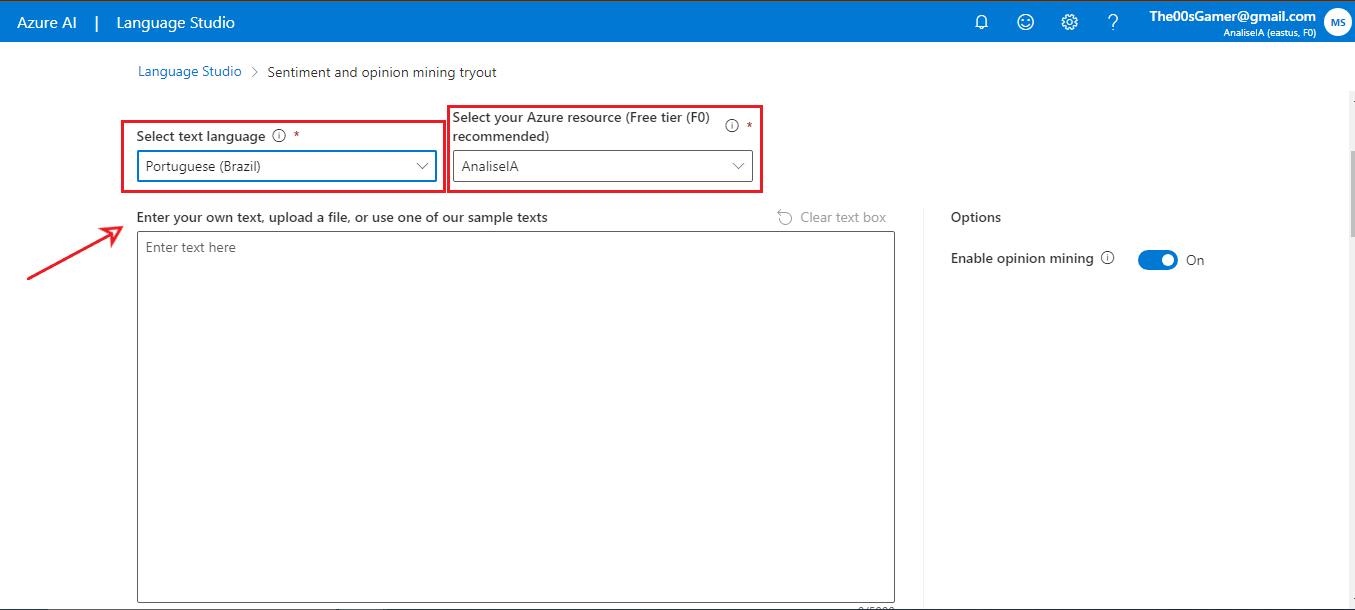 Azure AI | Language Studio
The00sGamer@gmail.com
AnaliseIA (eastus, F0)
MS
Language Studio > Sentiment and opinion mining tryout
Select text language *
Portuguese (Brazil)
Select your Azure resource (Free tier (F0)
recommended) *
AnaliseIA
Enter your own text, upload a file, or use one of our sample texts
Clear text box
Enter text here
Options
Enable opinion mining
On